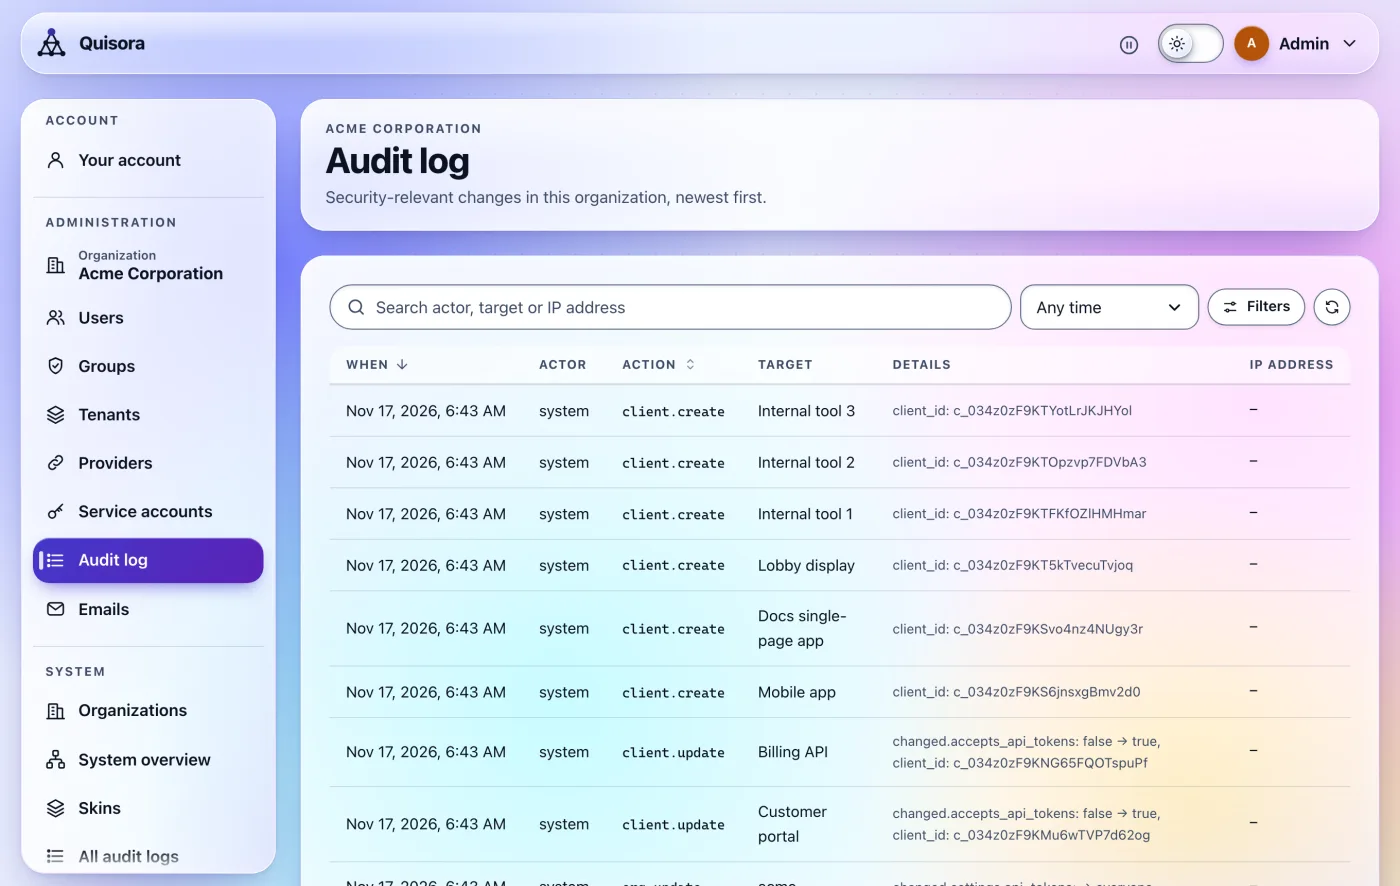 Quisora
A
Admin
ACCOUNT
Your account
ADMINISTRATION
Organization
Acme Corporation
Users
Groups
Tenants
Providers
Service accounts
Audit log
Emails
SYSTEM
Organizations
System overview
Skins
All audit logs
ACME CORPORATION
Audit log
Security-relevant changes in this organization, newest first.
Search actor, target or IP address
Any time
Filters
WHEN ACTOR ACTION TARGET DETAILS IP ADDRESS
Nov 17, 2026, 6:43 AM system client.create Internal tool 3 client_id: c_034z0zF9KTYotLrJKJHYol –
Nov 17, 2026, 6:43 AM system client.create Internal tool 2 client_id: c_034z0zF9KTOpzvp7FDVbA3 –
Nov 17, 2026, 6:43 AM system client.create Internal tool 1 client_id: c_034z0zF9KTFKfOZIHMHmar –
Nov 17, 2026, 6:43 AM system client.create Lobby display client_id: c_034z0zF9KT5kTvecuTvjoq –
Nov 17, 2026, 6:43 AM system client.create Docs single-
page app client_id: c_034z0zF9KSvo4nz4NUgy3r –
Nov 17, 2026, 6:43 AM system client.create Mobile app client_id: c_034z0zF9KS6jnsxgBmv2d0 –
Nov 17, 2026, 6:43 AM system client.update Billing API changed.accepts_api_tokens: false → true,
client_id: c_034z0zF9KNG65FQOTspuPf –
Nov 17, 2026, 6:43 AM system client.update Customer
portal changed.accepts_api_tokens: false → true,
client_id: c_034z0zF9KMu6wTVP7d62og –
Nov 17, 2026, 6:43 AM system